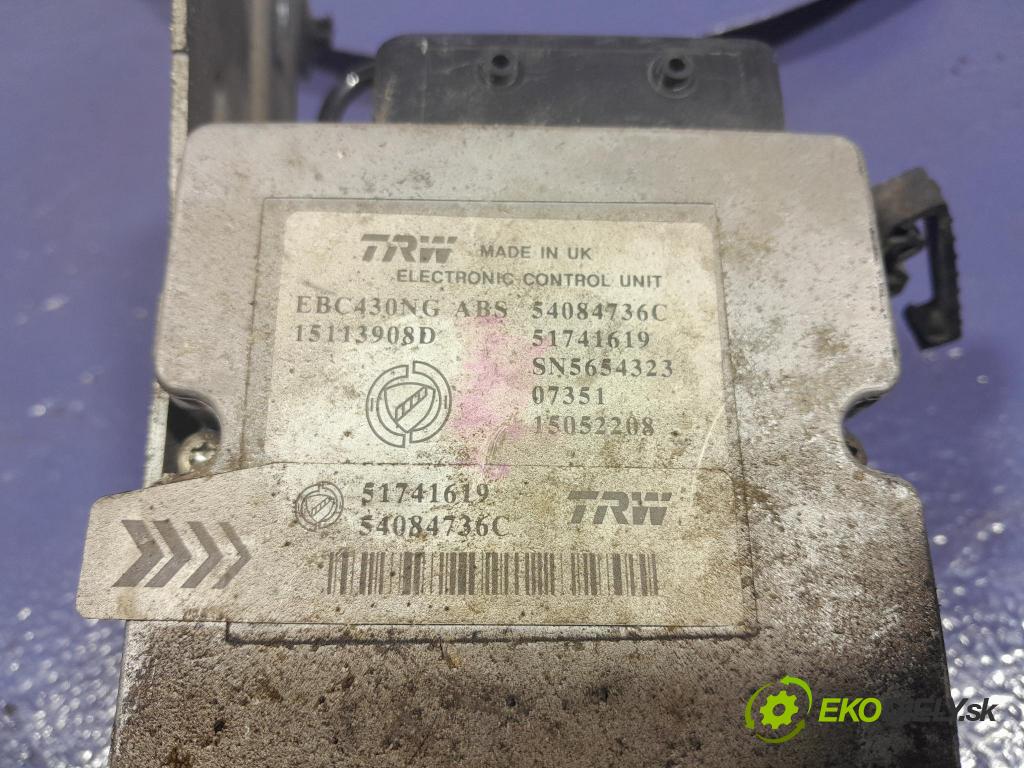 TRW MADE IN UK
ELECTRONIC CONTROL UNIT
EBC430NG ABS 54084736C
15113908D 51741619
SN5654323
07351
15052208
51741619 TRW
54084736C
EKODIELY.sk